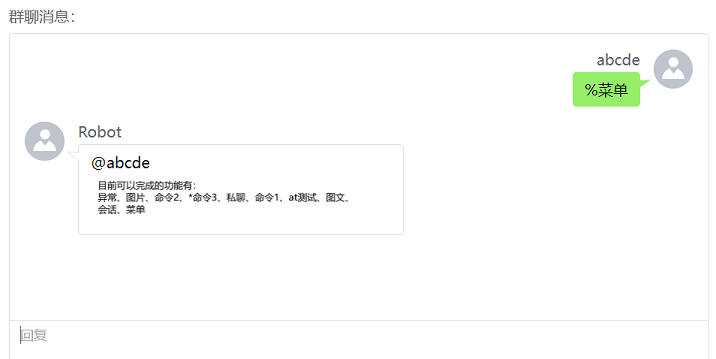 群聊消息：
abcde
%菜单
Robot
@abcde
目前可以完成的功能有：
异常、图片、命令2、*命令3、私聊、命令1、at测试、图文、
会话、菜单
回复